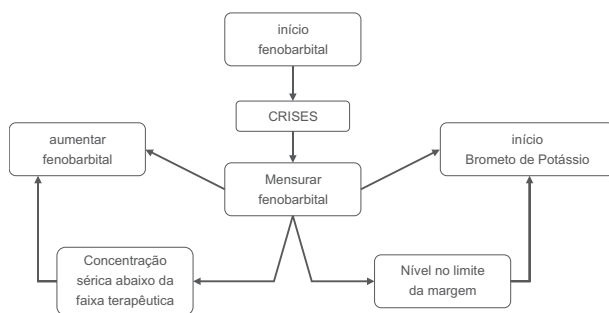 início
fenobarbital
CRISES
aumentar
fenobarbital
Mensurar
fenobarbital
início
Brometo de Potássio
Concentração
sérica abaixo da
faixa terapêutica
Nível no limite
da margem